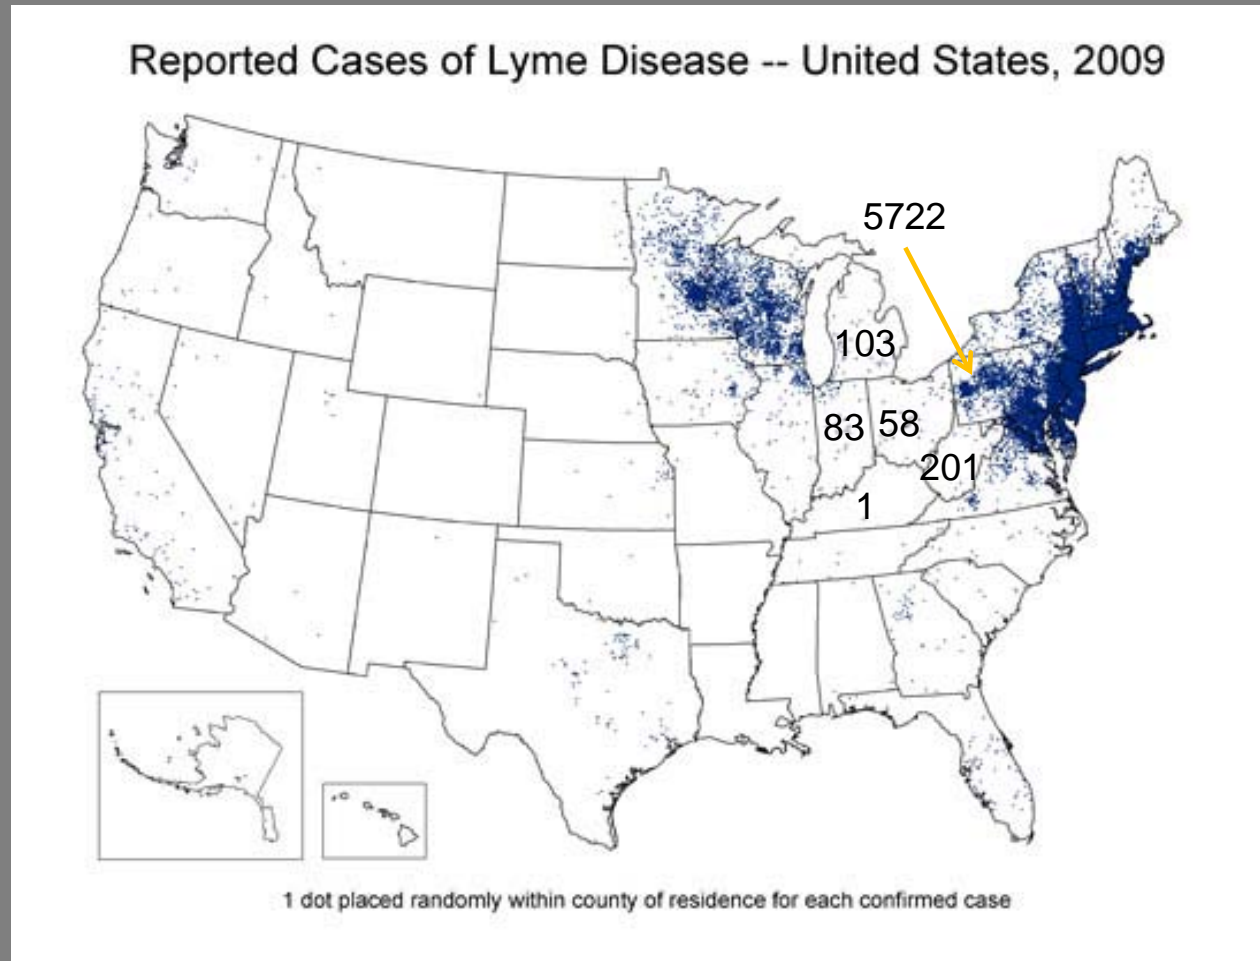 Reported Cases of Lyme Disease -- United States, 2009
5722
103
83 58
201
1
1 dot placed randomly within county of residence for each confirmed case